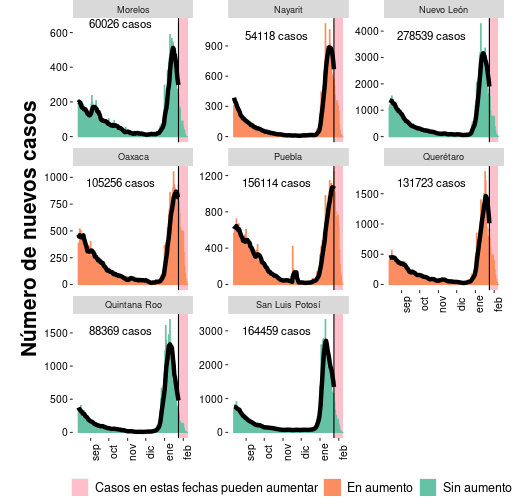 Número de nuevos casos
Morelos
60026 casos
600
400
200
0
Nayarit
54118 casos
900
600
300
0
Nuevo León
278539 casos
4000
3000
2000
1000
0
Oaxaca
105256 casos
1000
750
500
250
0
Puebla
156114 casos
1200
800
400
0
Querétaro
131723 casos
1500
1000
500
0
sep oct nov dic ene feb
Quintana Roo
88369 casos
1500
1000
500
0
sep oct nov dic ene feb
San Luis Potosí
164459 casos
3000
2000
1000
0
sep oct nov dic ene feb
Casos en estas fechas pueden aumentar En aumento Sin aumento